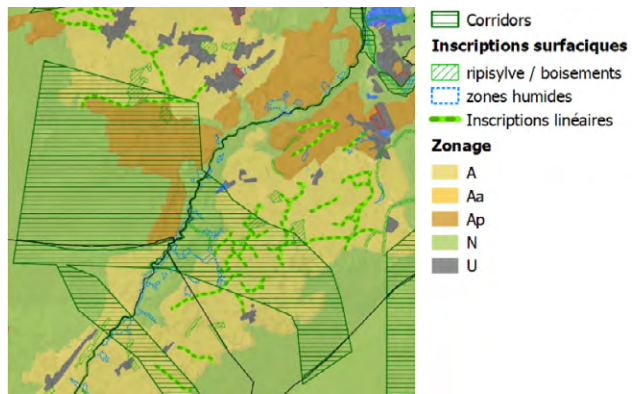 Corridors
Inscriptions surfaciques
ripisylve / boisements
zones humides
Inscriptions linéaires
Zonage
A
Aa
Ap
N
U